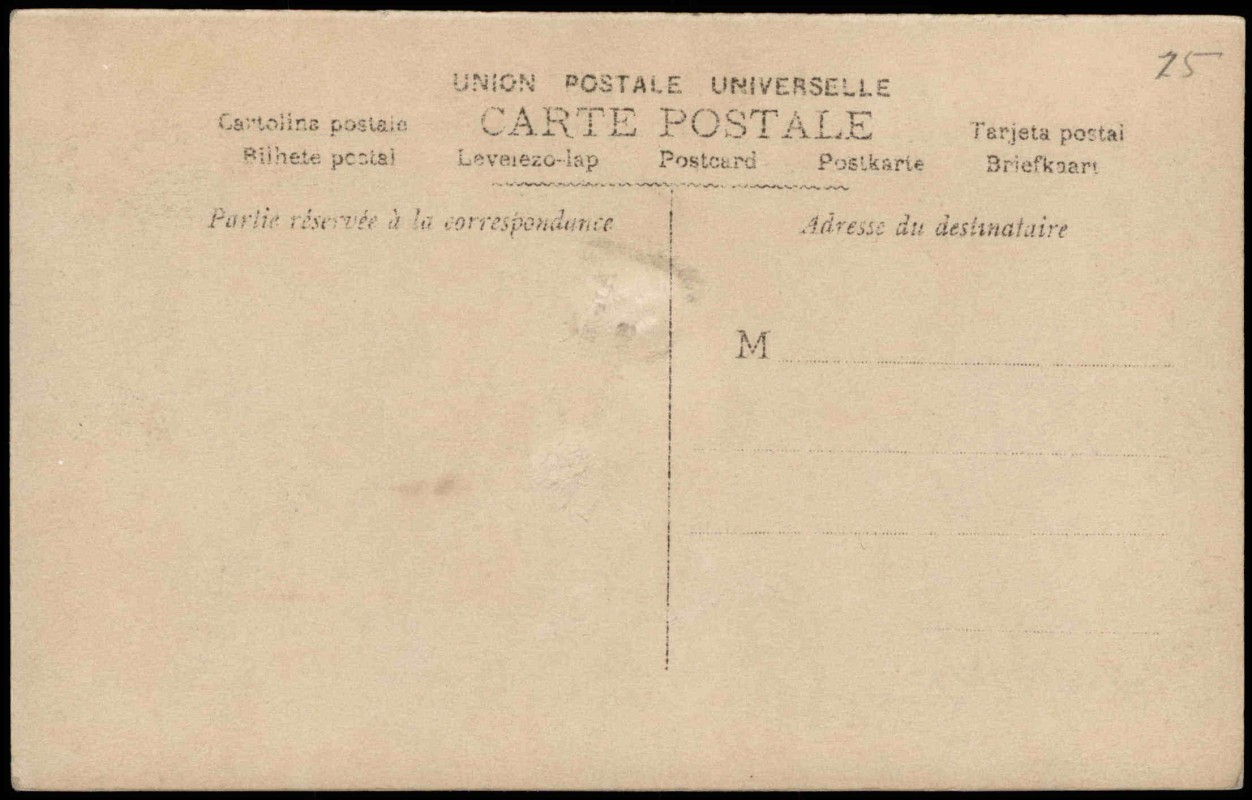 25
UNION POSTALE UNIVERSELLE
Cartolina postale CARTE POSTALE Tarjeta postal
Bilhete postal Levelezo-lap Postcard Postkarte Briefkaart
Partie réservée à la correspondance Adresse du destinataire
M